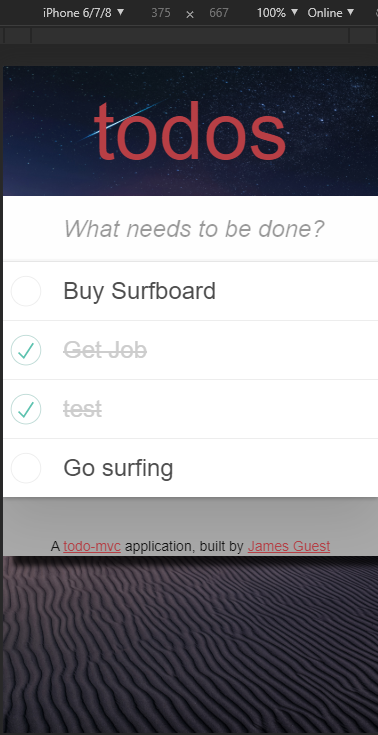 iPhone 6/7/8 ▼ 375 × 667 100% ▼ Online ▼
todos
What needs to be done?
Buy Surfboard
Get Job
test
Go surfing
A todo-mvc application, built by James Guest